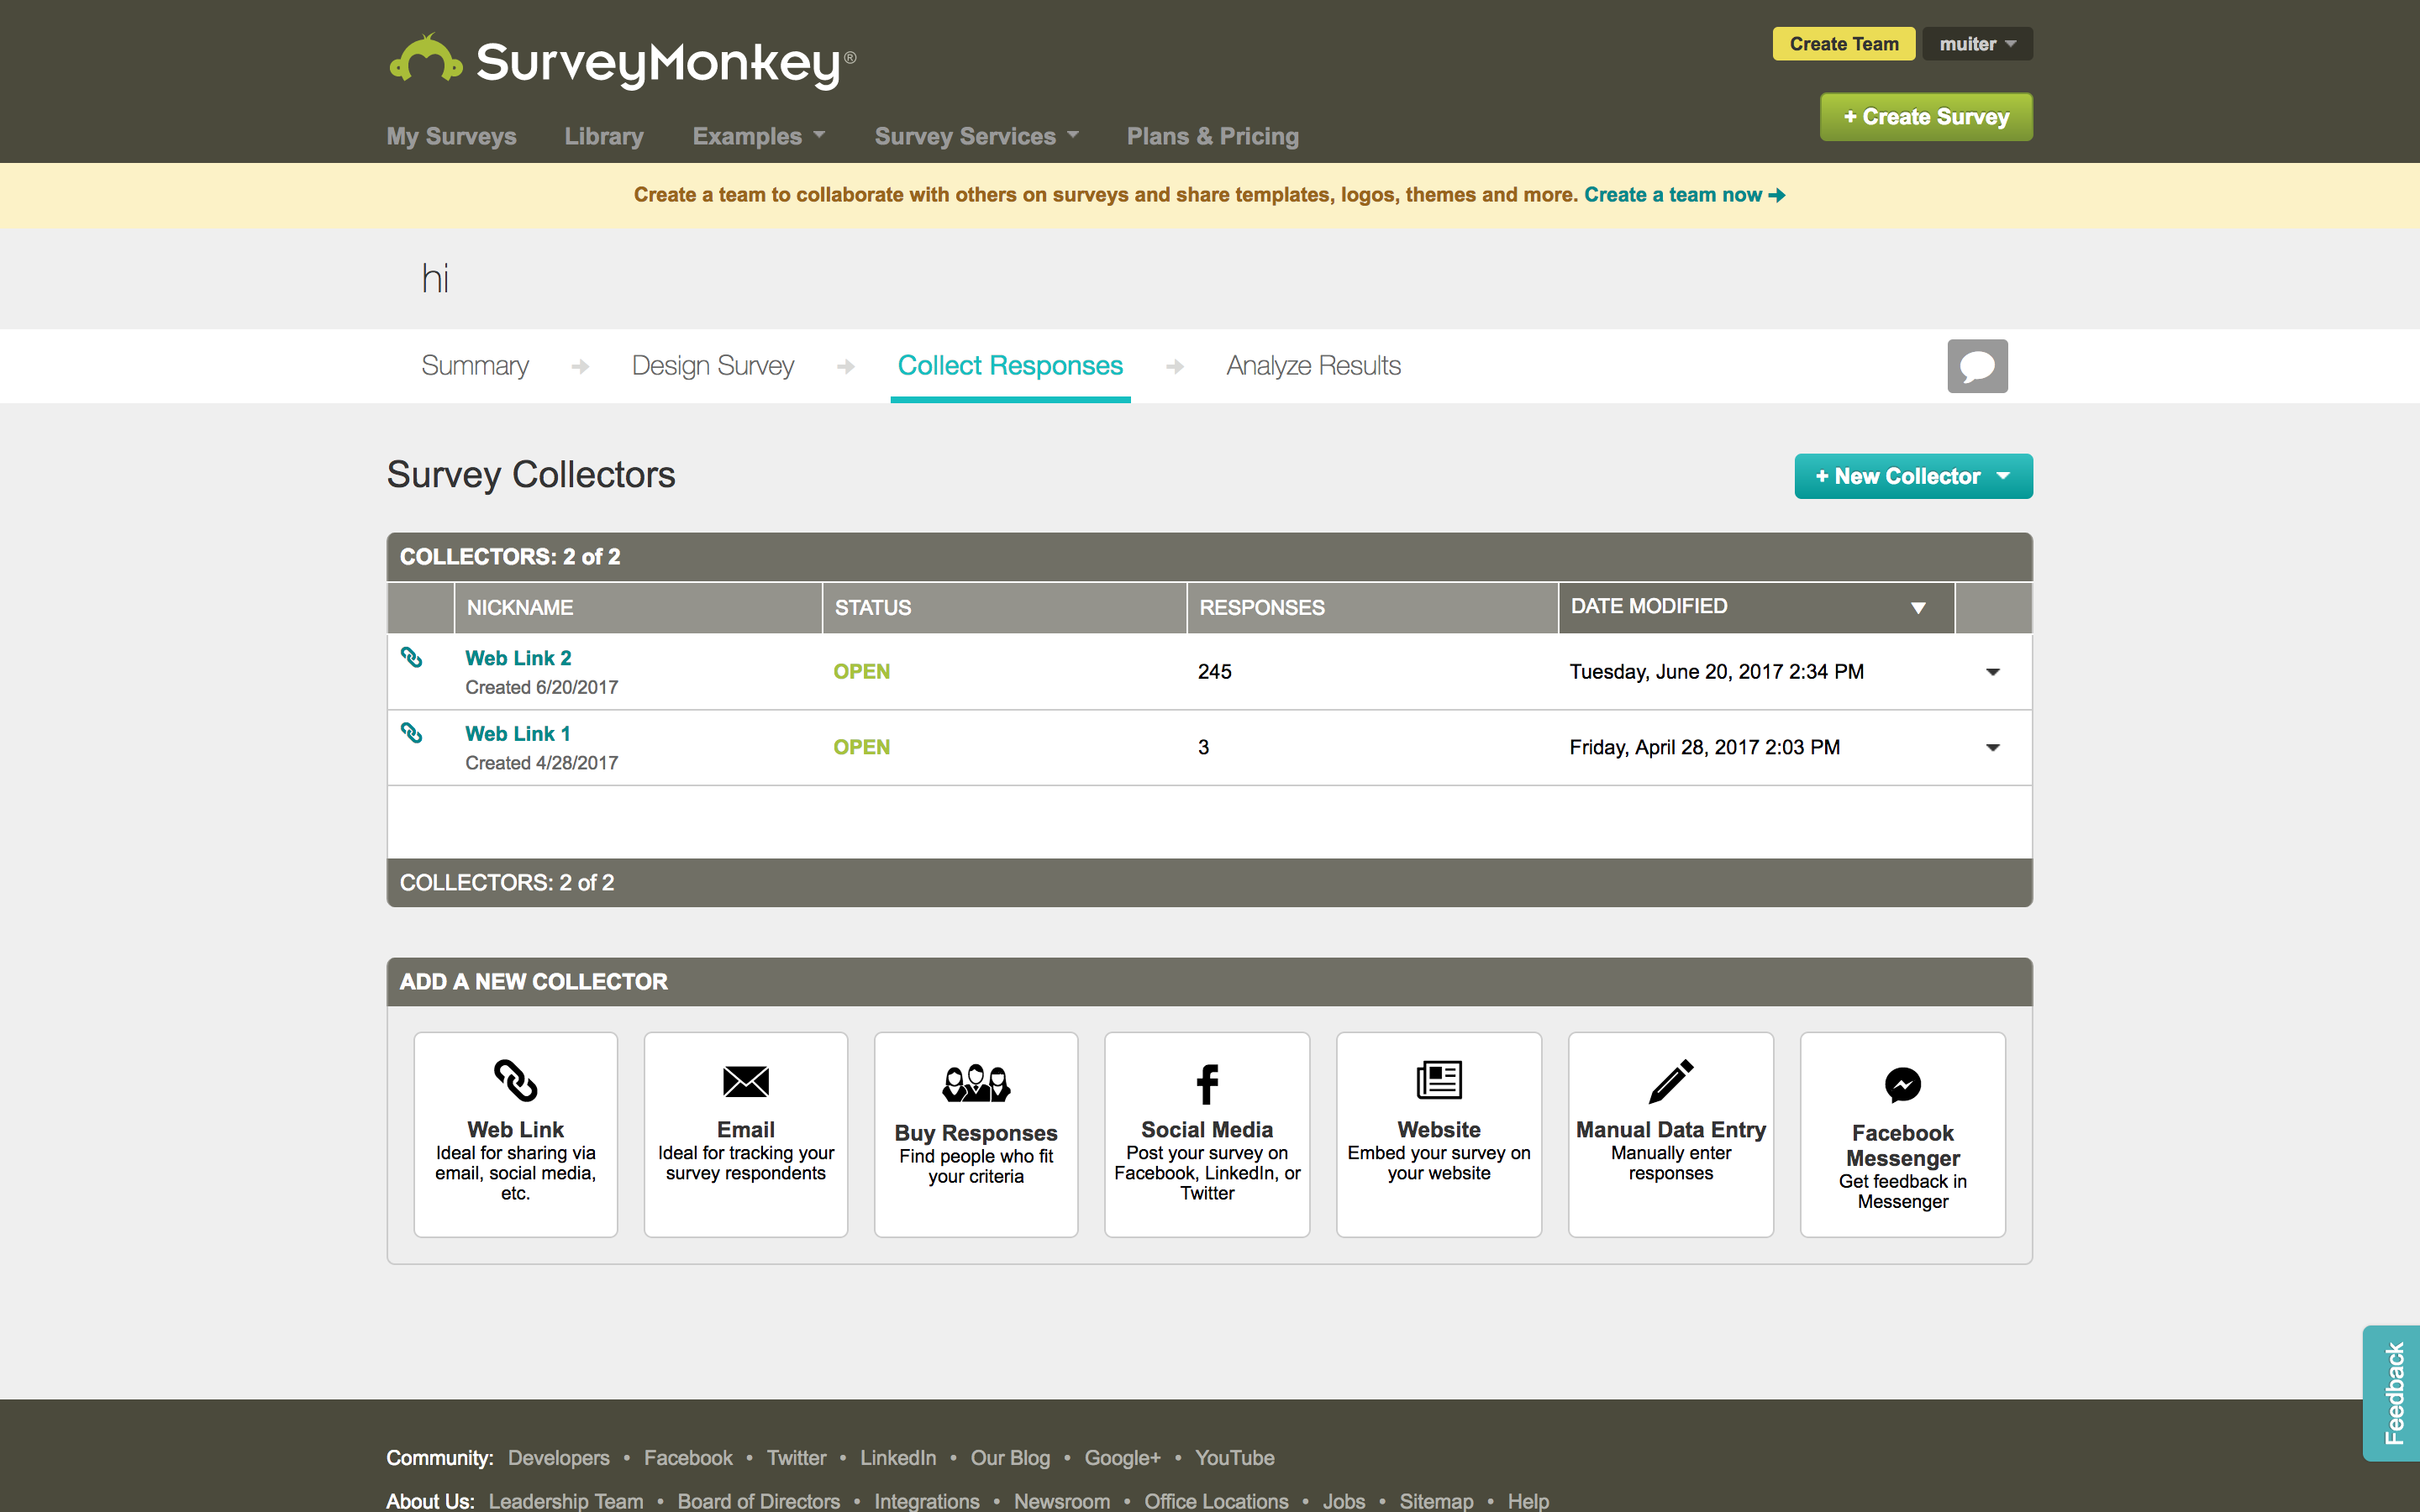 SurveyMonkey®
Create Team
muiter
+ Create Survey
My Surveys
Library
Examples
Survey Services
Plans & Pricing
Create a team to collaborate with others on surveys and share templates, logos, themes and more. Create a team now
hi
Summary
Design Survey
Collect Responses
Analyze Results
Survey Collectors
+ New Collector
COLLECTORS: 2 of 2
NICKNAME
STATUS
RESPONSES
DATE MODIFIED
Web Link 2
Created 6/20/2017
OPEN
245
Tuesday, June 20, 2017 2:34 PM
Web Link 1
Created 4/28/2017
OPEN
3
Friday, April 28, 2017 2:03 PM
COLLECTORS: 2 of 2
ADD A NEW COLLECTOR
Web Link
Ideal for sharing via
email, social media,
etc.
Email
Ideal for tracking your
survey respondents
Buy Responses
Find people who fit
your criteria
Social Media
Post your survey on
Facebook, LinkedIn, or
Twitter
Website
Embed your survey on
your website
Manual Data Entry
Manually enter
responses
Facebook
Messenger
Get feedback in
Messenger
Feedback
Community: Developers • Facebook • Twitter • LinkedIn • Our Blog • Google+ • YouTube
About Us: Leadership Team • Board of Directors • Integrations • Newsroom • Office Locations • Jobs • Sitemap • Help